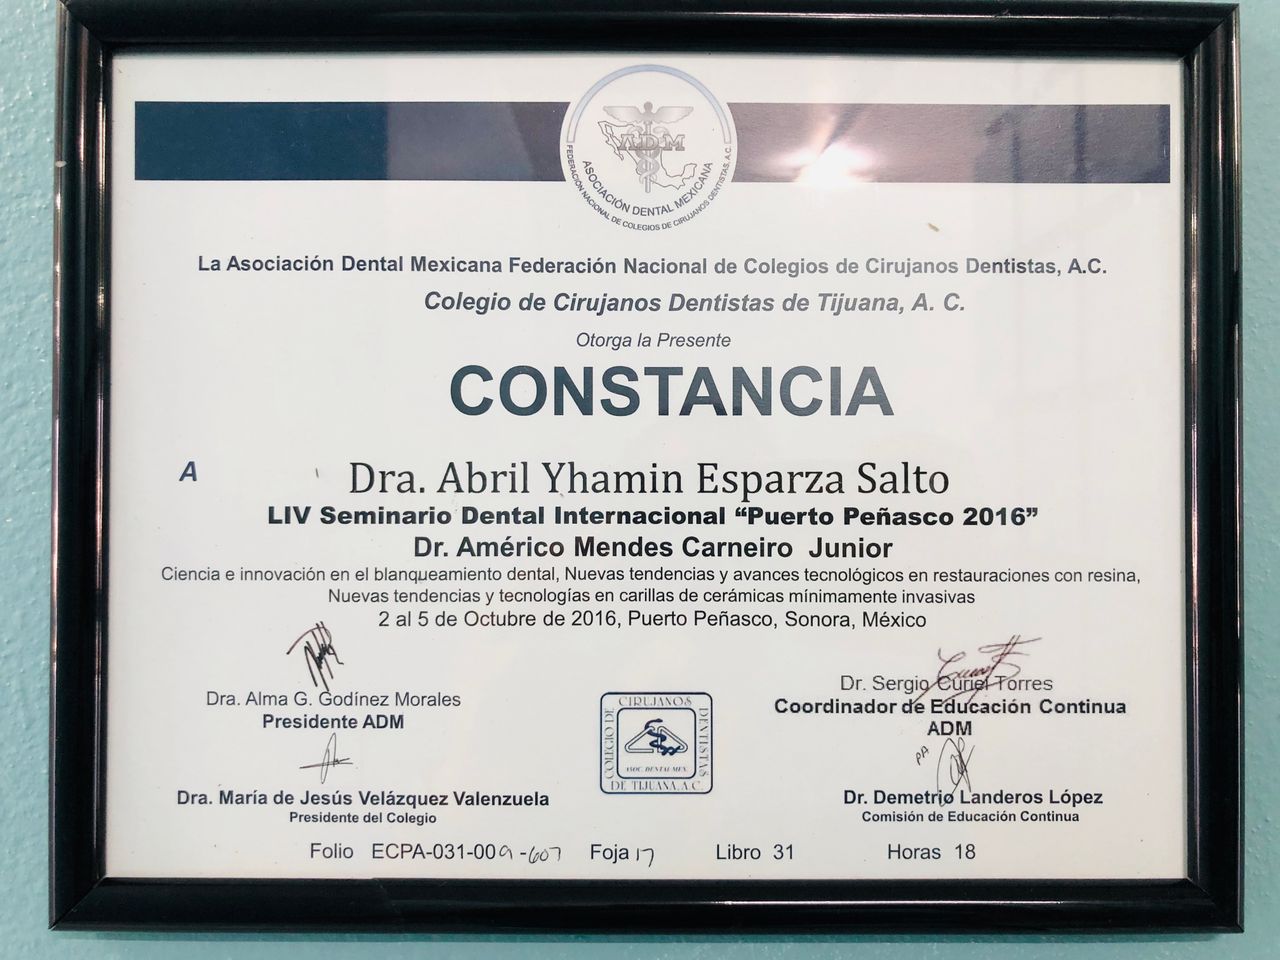 ADM
ASOCIACIÓN DENTAL MEXICANA
FEDERACIÓN NACIONAL DE COLEGIOS DE CIRUJANOS DENTISTAS, A.C.
La Asociación Dental Mexicana Federación Nacional de Colegios de Cirujanos Dentistas, A.C.
Colegio de Cirujanos Dentistas de Tijuana, A. C.
Otorga la Presente
CONSTANCIA
A Dra. Abril Yhamin Esparza Salto
LIV Seminario Dental Internacional “Puerto Peñasco 2016”
Dr. Américo Mendes Carneiro Junior
Ciencia e innovación en el blanqueamiento dental, Nuevas tendencias y avances tecnológicos en restauraciones con resina,
Nuevas tendencias y tecnologías en carillas de cerámicas mínimamente invasivas
2 al 5 de Octubre de 2016, Puerto Peñasco, Sonora, México
Dra. Alma G. Godínez Morales
Presidente ADM
Dr. Sergio Curiel Torres
Coordinador de Educación Continua
ADM
COLEGIO DE CIRUJANOS DENTISTAS DE TIJUANA, A.C.
ASOC. DENTAL MEX.
PA
Dra. María de Jesús Velázquez Valenzuela
Presidente del Colegio
Dr. Demetrio Landeros López
Comisión de Educación Continua
Folio ECPA-031-009-607 Foja 17 Libro 31 Horas 18